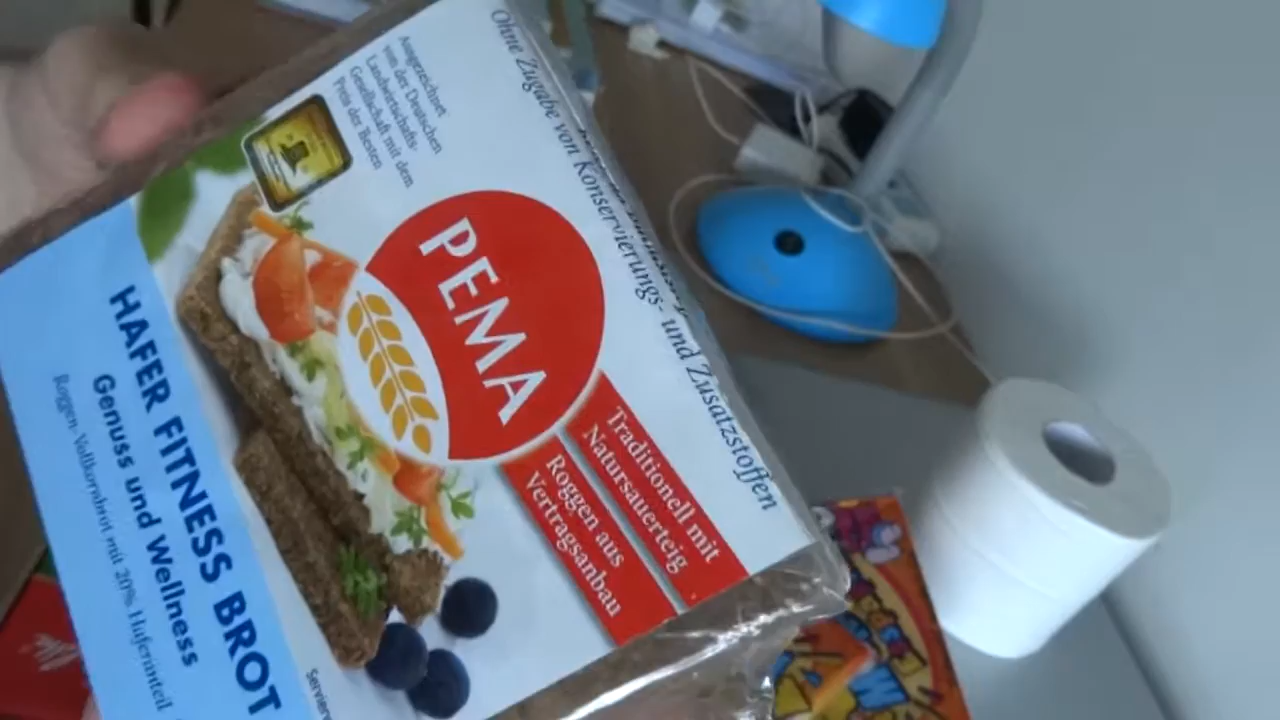 Ohne Zugabe von Konservierungs- und Zusatzstoffen
Ausgezeichnet
von der Deutschen
Landwirtschafts-
Gesellschaft mit dem
Preis der Besten
PEMA
Traditionell mit
Natursauerteig
Roggen aus
Vertragsanbau
HAFER FITNESS BROT
Genuss und Wellness
Roggen-Vollkornbrot mit 20% Haferanteil